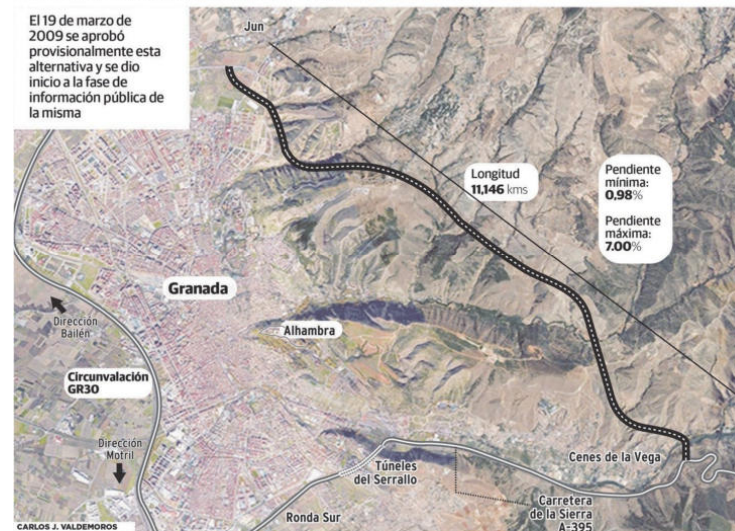 El 19 de marzo de
2009 se aprobó
provisionalmente esta
alternativa y se dio
inicio a la fase de
información pública de
la misma
Jun
Longitud
11,146 kms
Pendiente
mínima:
0,98%
Pendiente
máxima:
7.00%
Granada
Dirección
Bailén
Alhambra
Circunvalación
GR30
Dirección
Motril
Túneles
del Serrallo
Cenes de la Vega
Ronda Sur
Carretera
de la Sierra
A-395
CARLOS J. VALDEMOROS